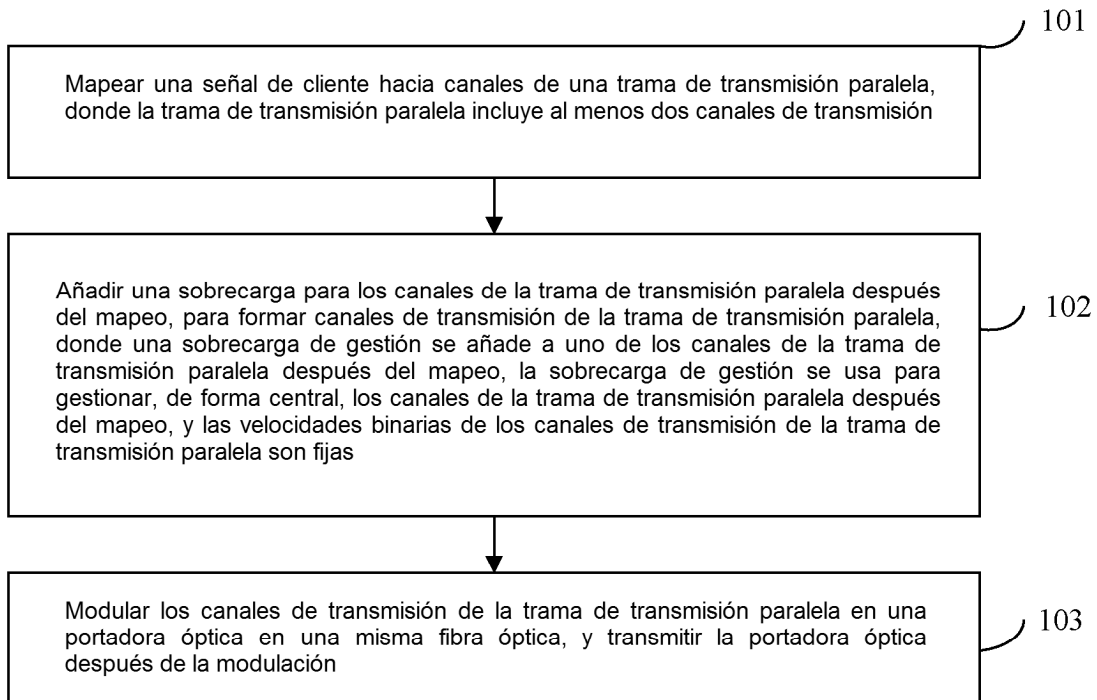 101
Mapear una señal de cliente hacia canales de una trama de transmisión paralela,
donde la trama de transmisión paralela incluye al menos dos canales de transmisión
Añadir una sobrecarga para los canales de la trama de transmisión paralela después
del mapeo, para formar canales de transmisión de la trama de transmisión paralela,
donde una sobrecarga de gestión se añade a uno de los canales de la trama de
transmisión paralela después del mapeo, la sobrecarga de gestión se usa para
gestionar, de forma central, los canales de la trama de transmisión paralela después
del mapeo, y las velocidades binarias de los canales de transmisión de la trama de
transmisión paralela son fijas
102
Modular los canales de transmisión de la trama de transmisión paralela en una
portadora óptica en una misma fibra óptica, y transmitir la portadora óptica
después de la modulación
103